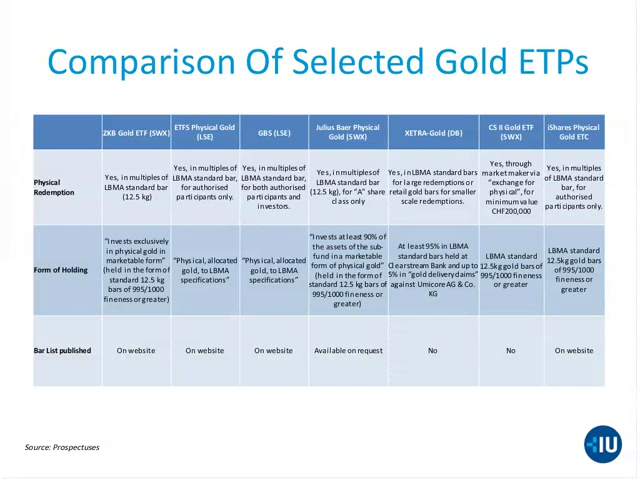 Comparison Of Selected Gold ETPs
ZKB Gold ETF (SWX)
ETFS Physical Gold
(LSE)
GBS (LSE)
Julius Baer Physical
Gold (SWX)
XETRA-Gold (DB)
CS II Gold ETF
(SWX)
iShares Physical
Gold ETC
Physical
Redemption
Yes, in multiples of
LBMA standard bar
(12.5 kg)
Yes, in multiples of
LBMA standard bar,
for authorised
participants only.
Yes, in multiples of
LBMA standard bar,
for both authorised
participants and
investors.
Yes, in multiples of
LBMA standard bar
(12.5 kg), for "A" share
class only
Yes, in LBMA standard bars
for large redemptions or
retail gold bars for smaller
scale redemptions.
Yes, through
market maker via
"exchange for
physical", for
minimum value
CHF200,000
Yes, in multiples
of LBMA standard
bar, for
authorised
participants only.
Form of Holding
"Invests exclusively
in physical gold in
marketable form"
(held in the form of
standard 12.5 kg
bars of 995/1000
fineness or greater)
"Physical, allocated
gold, to LBMA
specifications"
"Physical, allocated
gold, to LBMA
specifications"
"Invests at least 90% of
the assets of the sub-
fund in a marketable
form of physical gold"
(held in the form of
standard 12.5 kg bars of
995/1000 fineness or
greater)
At least 95% in LBMA
standard bars held at
Clearstream Bank and up to
5% in "gold delivery claims"
against Umicore AG & Co.
KG
LBMA standard
12.5kg gold bars of
995/1000 fineness
or greater
LBMA standard
12.5kg gold bars
of 995/1000
fineness or
greater
Bar List published
On website
On website
On website
Available on request
No
No
On website
Source: Prospectuses
IU